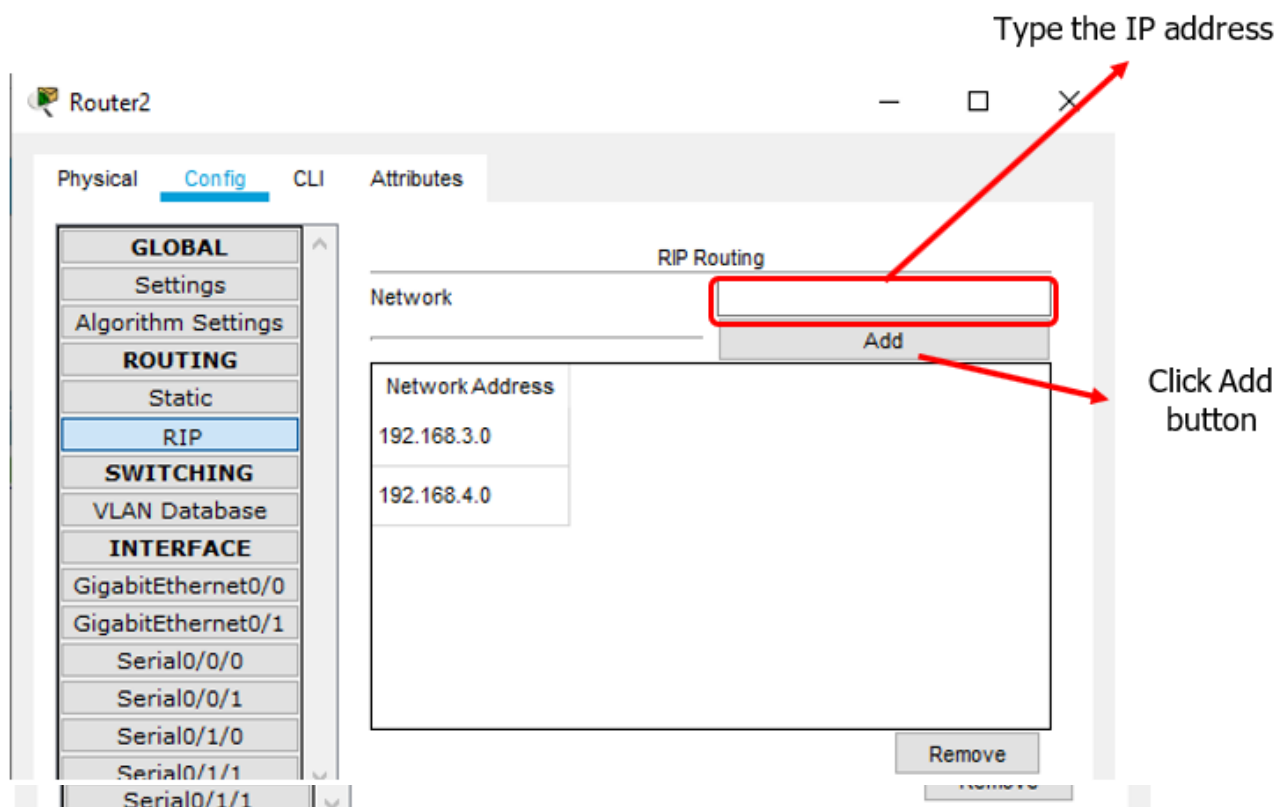 Type the IP address
Router2
Physical Config CLI Attributes
GLOBAL
Settings
Algorithm Settings
ROUTING
Static
RIP
SWITCHING
VLAN Database
INTERFACE
GigabitEthernet0/0
GigabitEthernet0/1
Serial0/0/0
Serial0/0/1
Serial0/1/0
Serial0/1/1
Serial0/1/1
RIP Routing
Network
Add
Network Address
192.168.3.0
192.168.4.0
Remove
Remove
Click Add
button